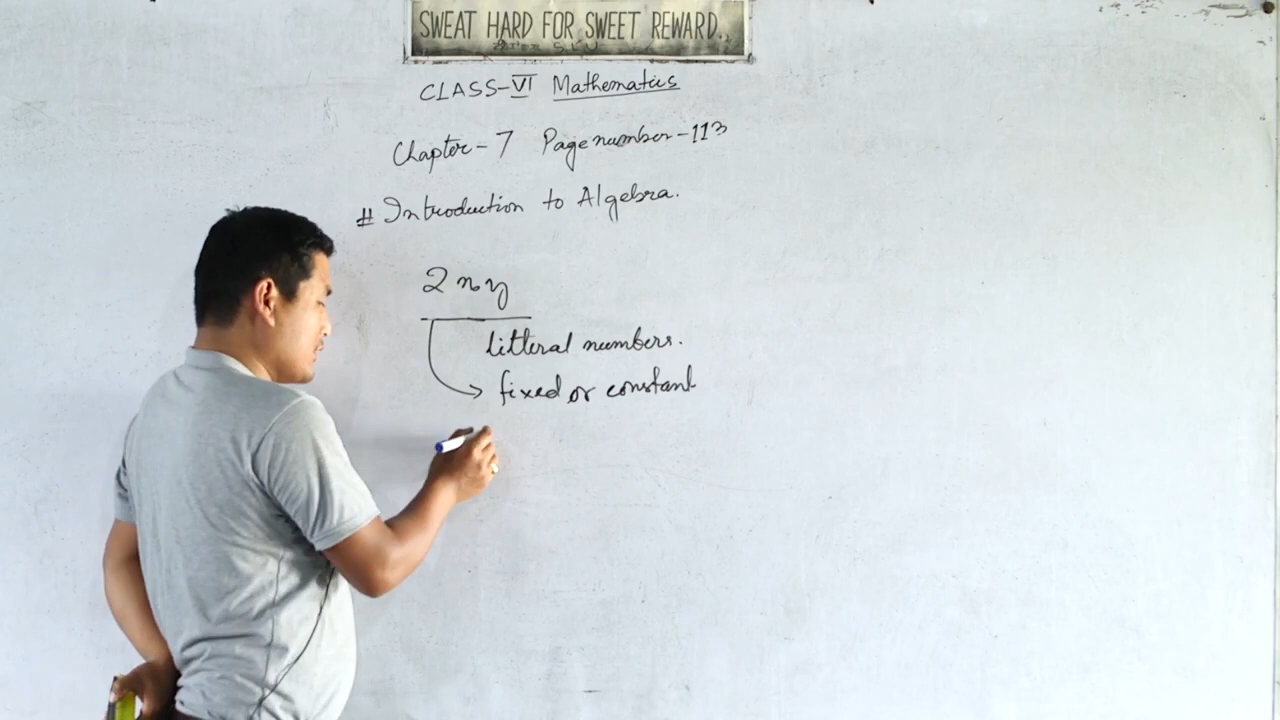 SWEAT HARD FOR SWEET REWARD.
CLASS-VI Mathematics
Chapter-7 Page number-113
# Introduction to Algebra.
2xy
litteral numbers.
fixed or constant